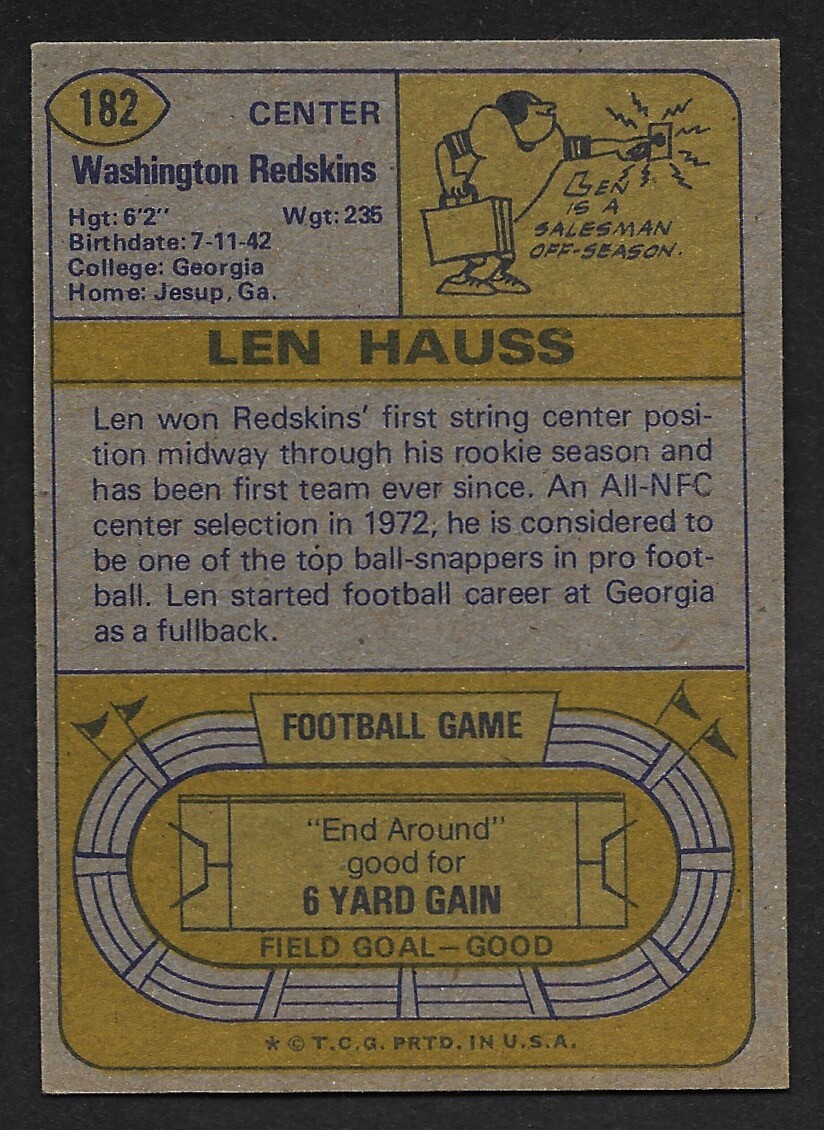 182
CENTER
Washington Redskins
Hgt: 6'2" Wgt: 235
Birthdate: 7-11-42
College: Georgia
Home: Jesup, Ga.
LEN
IS A
SALESMAN
OFF-SEASON.
LEN HAUSS
Len won Redskins' first string center posi-
tion midway through his rookie season and
has been first team ever since. An All-NFC
center selection in 1972, he is considered to
be one of the top ball-snappers in pro foot-
ball. Len started football career at Georgia
as a fullback.
FOOTBALL GAME
"End Around"
good for
6 YARD GAIN
FIELD GOAL—GOOD
* © T.C.G. PRTD. IN U.S.A.